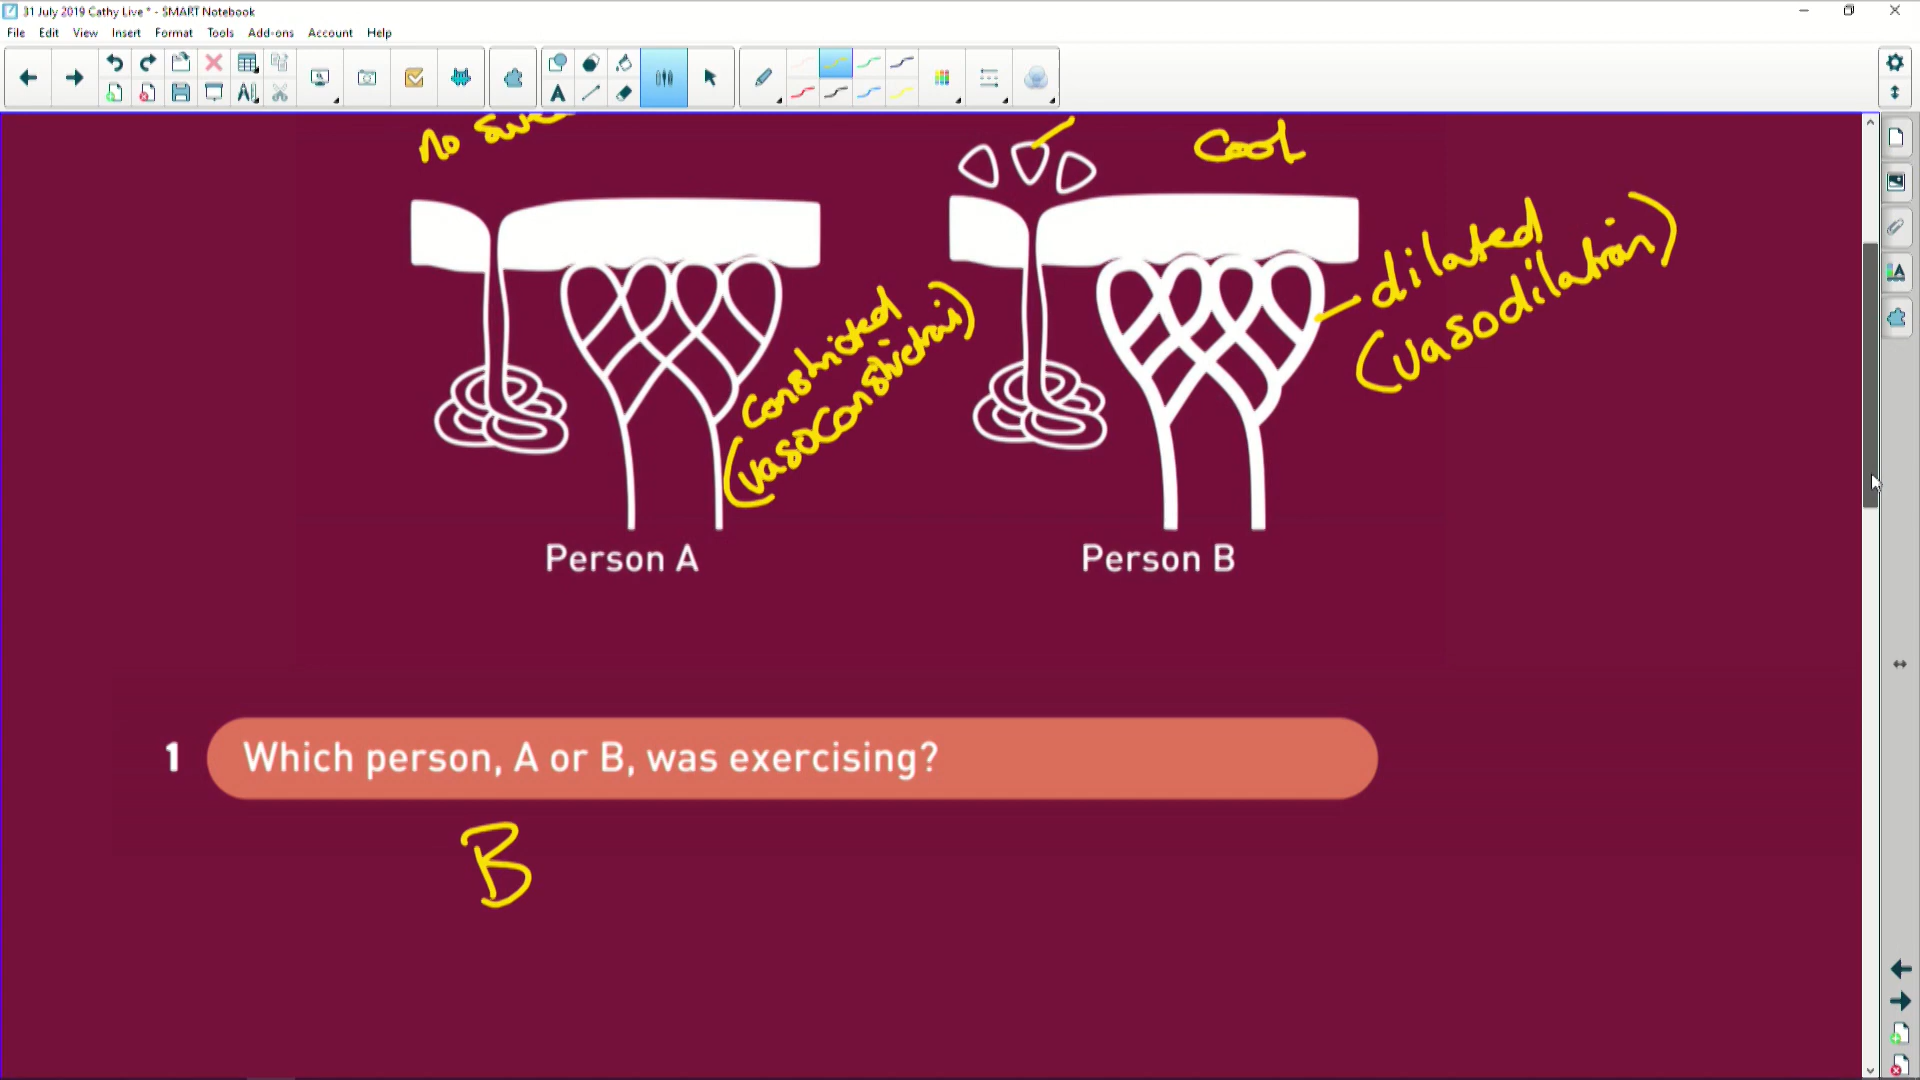 31 July 2019 Cathy Live * - SMART Notebook
File Edit View Insert Format Tools Add-ons Account Help
no
Cool
dilated
(vasodilation)
constricted
(vasoconstriction)
Person A
Person B
1 Which person, A or B, was exercising?
B